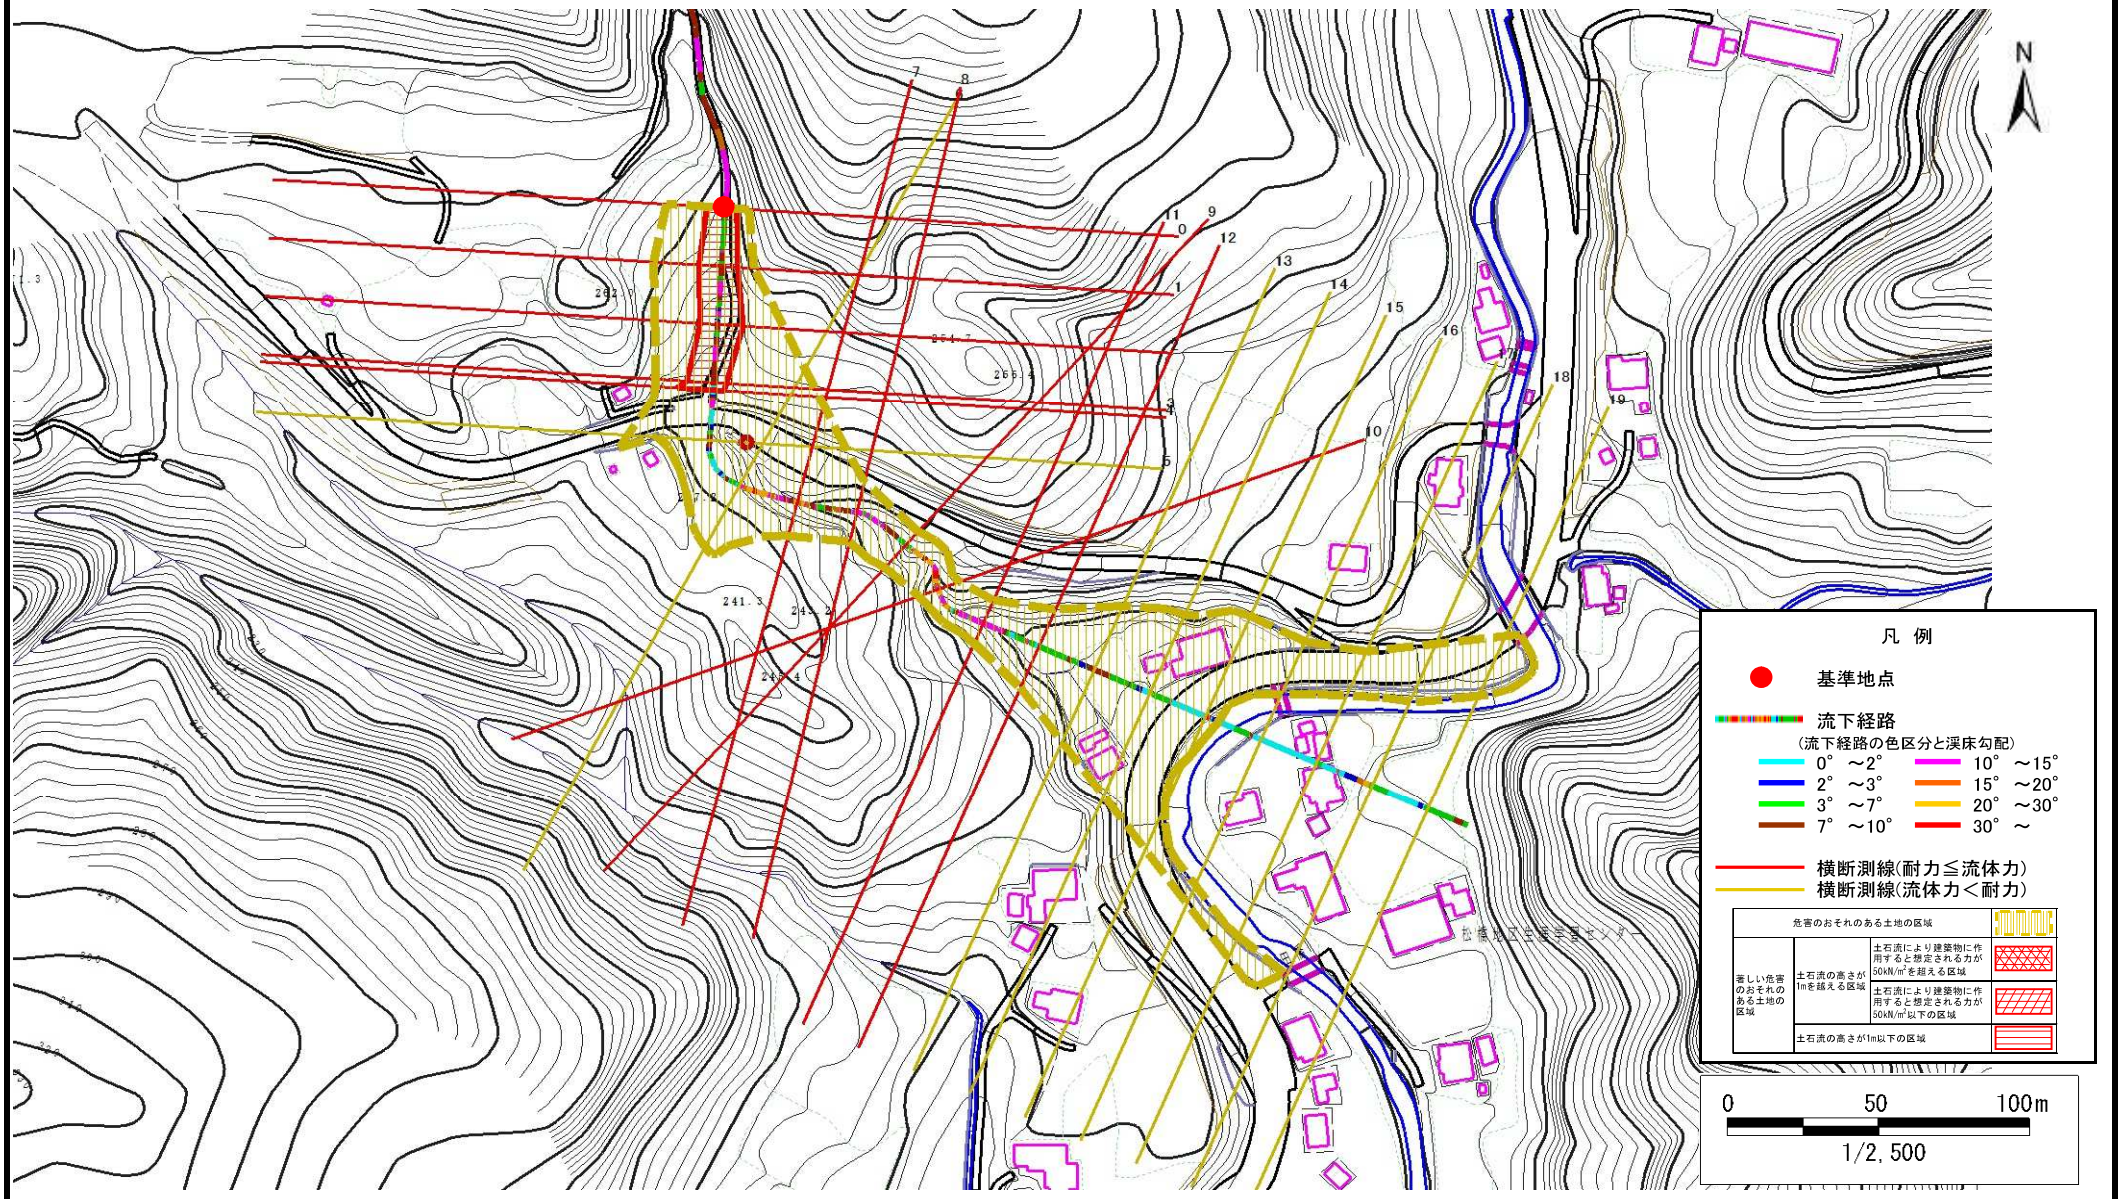 N
7
8
11
9
0
12
13
1
14
15
16
17
18
19
3
4
5
10
262.0
254.7
266.4
241.3
凡 例
基準地点
流下経路
(流下経路の色区分と渓床勾配)
0° ～2° 10° ～15°
2° ～3° 15° ～20°
3° ～7° 20° ～30°
7° ～10° 30° ～
横断測線(耐力≦流体力)
横断測線(流体力＜耐力)
危害のおそれのある土地の区域
著しい危害
のおそれの
ある土地の
区域
土石流の高さが
1mを越える区域
土石流により建築物に作
用すると想定される力が
50kN/㎡を超える区域
土石流により建築物に作
用すると想定される力が
50kN/㎡以下の区域
土石流の高さが1m以下の区域
0 50 100m
1/2,500